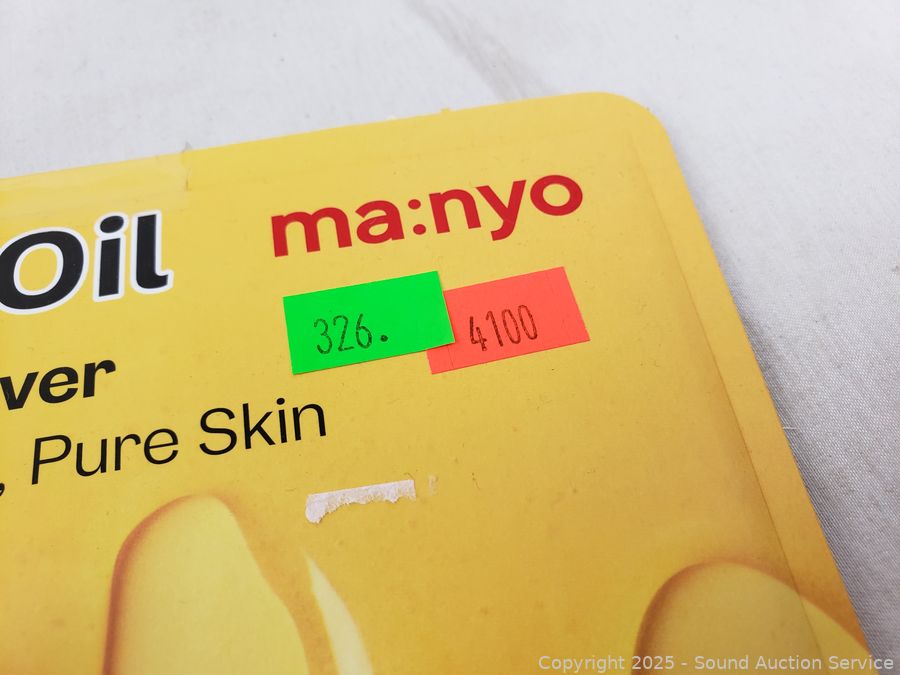 ma:nyo
Oil
326. 4100
ver
, Pure Skin
Copyright 2025 - Sound Auction Service